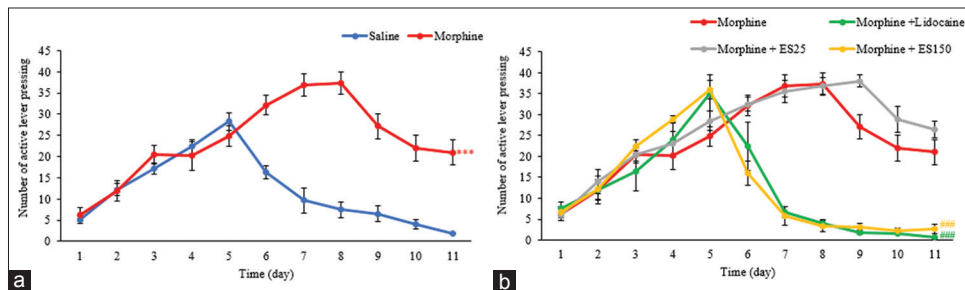 Saline Morphine
Number of active lever pressing
45
40
35
30
25
20
15
10
5
0
***
1 2 3 4 5 6 7 8 9 10 11
Time (day)
a
Morphine Morphine +Lidocaine
Morphine + ES25 Morphine + ES150
Number of active lever pressing
45
40
35
30
25
20
15
10
5
0
###
###
1 2 3 4 5 6 7 8 9 10 11
Time (day)
b